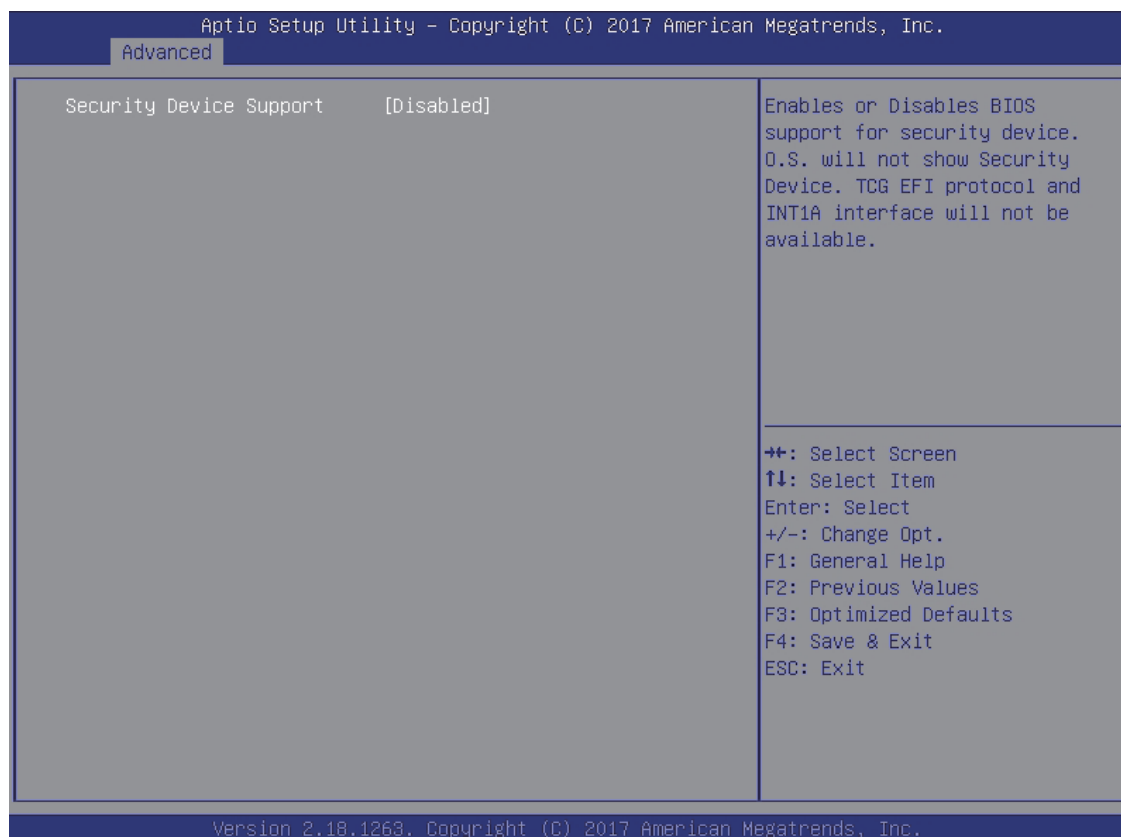 Aptio Setup Utility – Copyright (C) 2017 American Megatrends, Inc.
Advanced
Security Device Support [Disabled]
Enables or Disables BIOS
support for security device.
O.S. will not show Security
Device. TCG EFI protocol and
INT1A interface will not be
available.
→←: Select Screen
↑↓: Select Item
Enter: Select
+/-: Change Opt.
F1: General Help
F2: Previous Values
F3: Optimized Defaults
F4: Save & Exit
ESC: Exit
Version 2.18.1263. Copyright (C) 2017 American Megatrends, Inc.